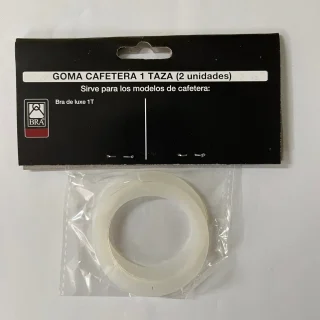 GOMA CAFETERA 1 TAZA (2 unidades)
Sirve para los modelos de cafetera:
Bra de luxe 1T
BRA